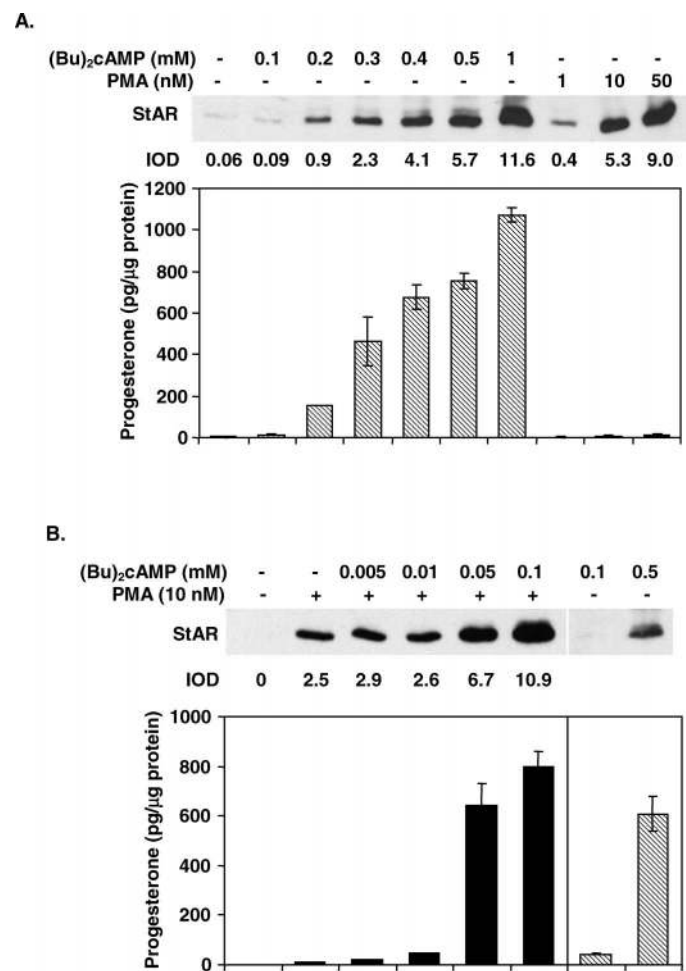 A.
(Bu)₂cAMP (mM) - 0.1 0.2 0.3 0.4 0.5 1 - - -
PMA (nM) - - - - - - - 1 10 50
StAR
IOD 0.06 0.09 0.9 2.3 4.1 5.7 11.6 0.4 5.3 9.0
Progesterone (pg/µg protein)
1200
1000
800
600
400
200
0
B.
(Bu)₂cAMP (mM) - - 0.005 0.01 0.05 0.1 0.1 0.5
PMA (10 nM) - + + + + + - -
StAR
IOD 0 2.5 2.9 2.6 6.7 10.9
Progesterone (pg/µg protein)
1000
800
600
400
200
0